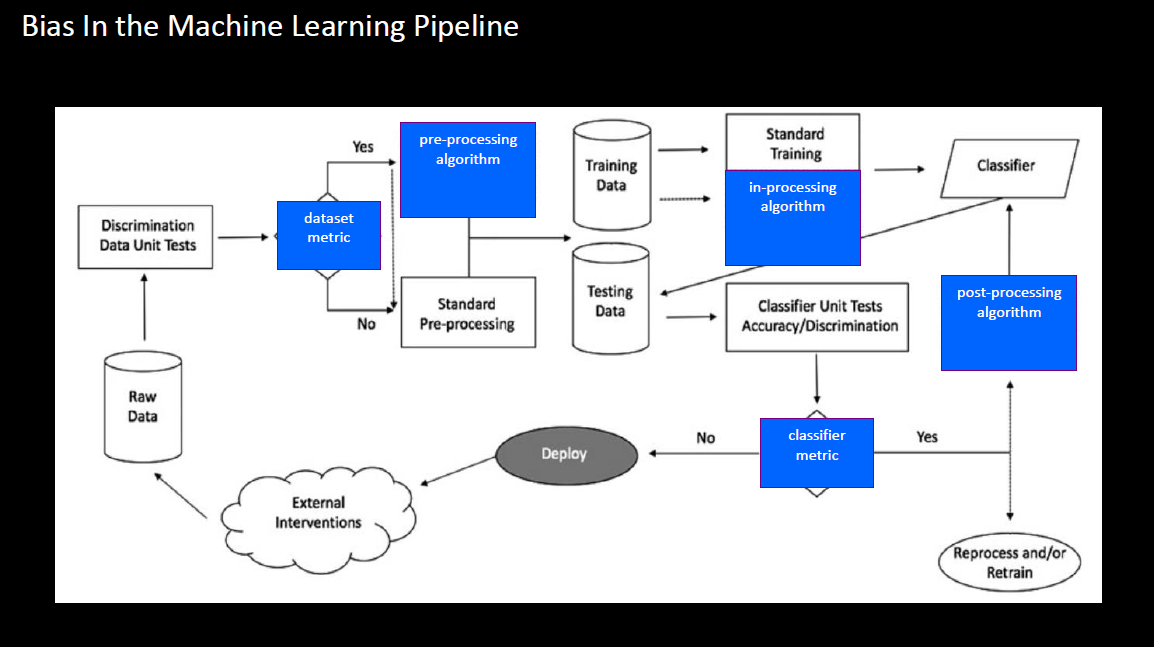 Bias In the Machine Learning Pipeline
Yes
pre-processing
algorithm
Training
Data
Standard
Training
in-processing
algorithm
Classifier
Discrimination
Data Unit Tests
dataset
metric
No
Standard
Pre-processing
Testing
Data
Classifier Unit Tests
Accuracy/Discrimination
post-processing
algorithm
Raw
Data
External
Interventions
Deploy
No
classifier
metric
Yes
Reprocess and/or
Retrain